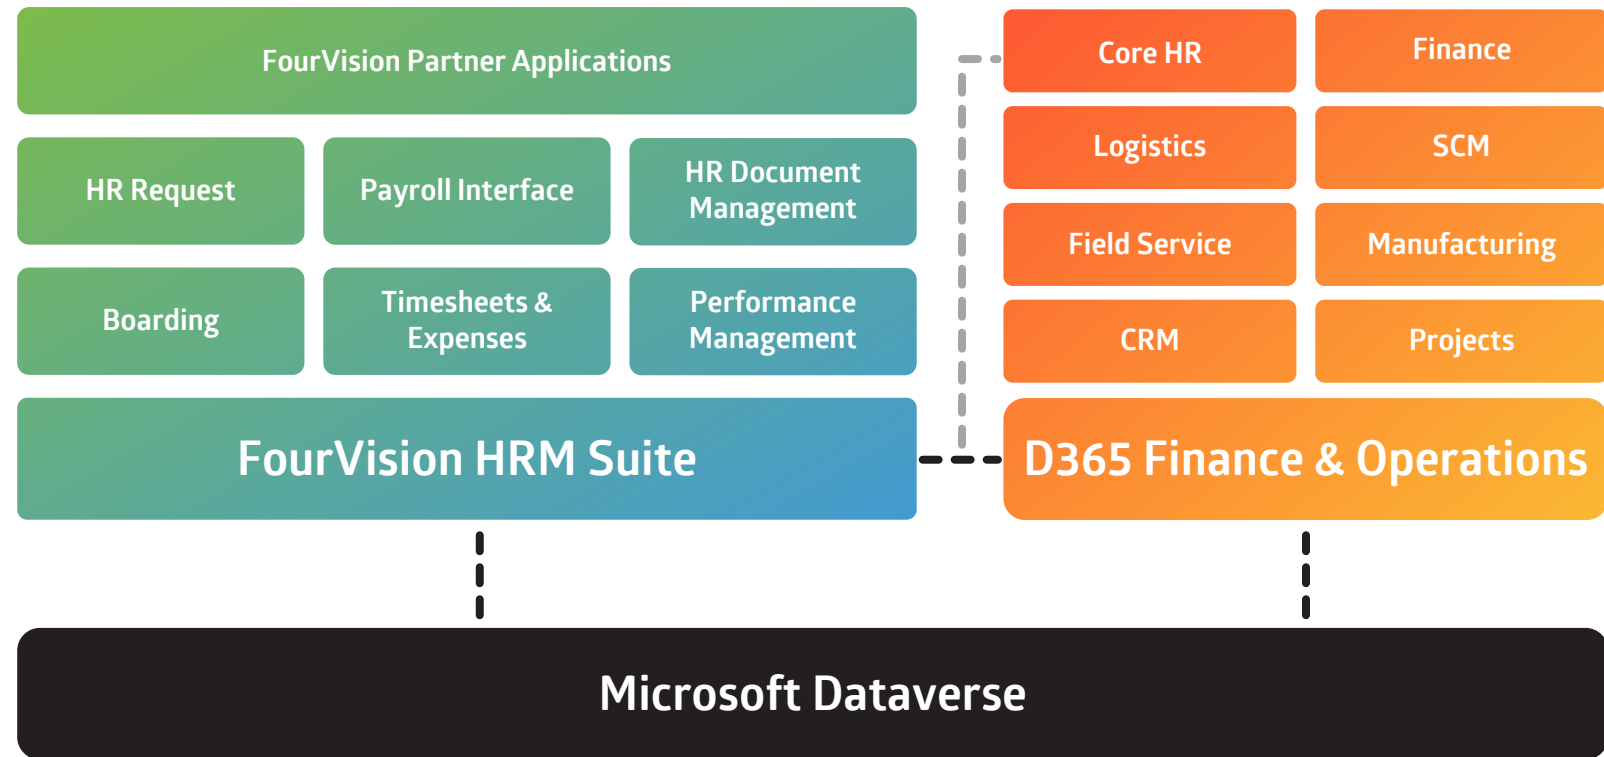 FourVision Partner Applications
HR Request
Payroll Interface
HR Document
Management
Boarding
Timesheets &
Expenses
Performance
Management
FourVision HRM Suite
Core HR
Finance
Logistics
SCM
Field Service
Manufacturing
CRM
Projects
D365 Finance & Operations
Microsoft Dataverse